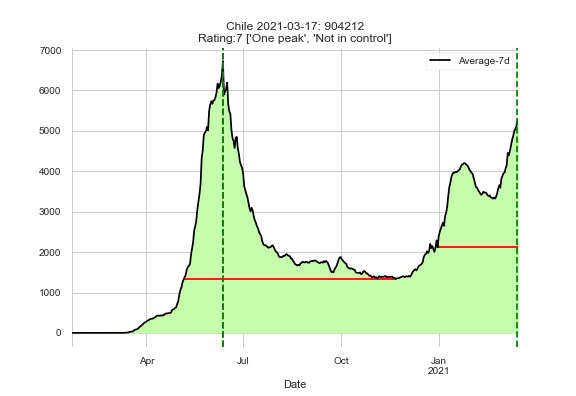 Chile 2021-03-17: 904212
Rating:7 ['One peak', 'Not in control']
7000
6000
5000
4000
3000
2000
1000
0
Average-7d
Apr
Jul
Oct
Jan
2021
Date